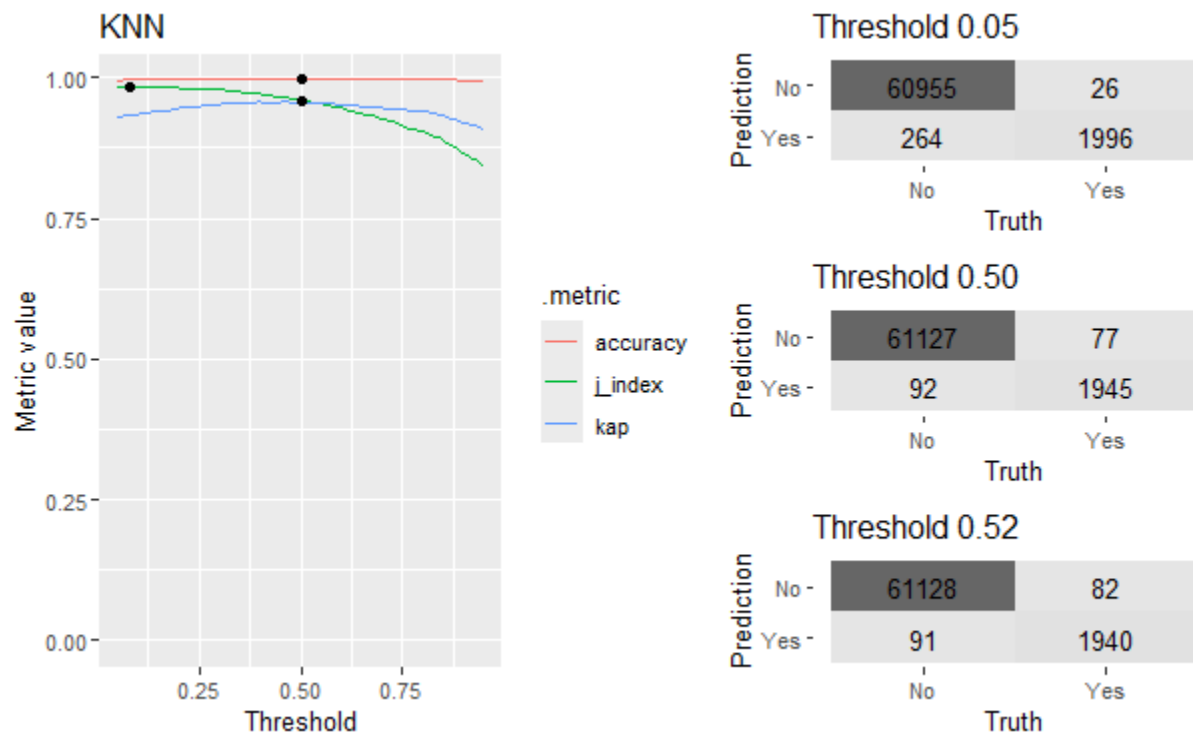 KNN
1.00
0.75
0.50
0.25
0.00
Metric value
0.25 0.50 0.75
Threshold
.metric
accuracy
j_index
kap
Threshold 0.05
Prediction
No 60955 26
Yes 264 1996
No Yes
Truth
Threshold 0.50
Prediction
No 61127 77
Yes 92 1945
No Yes
Truth
Threshold 0.52
Prediction
No 61128 82
Yes 91 1940
No Yes
Truth